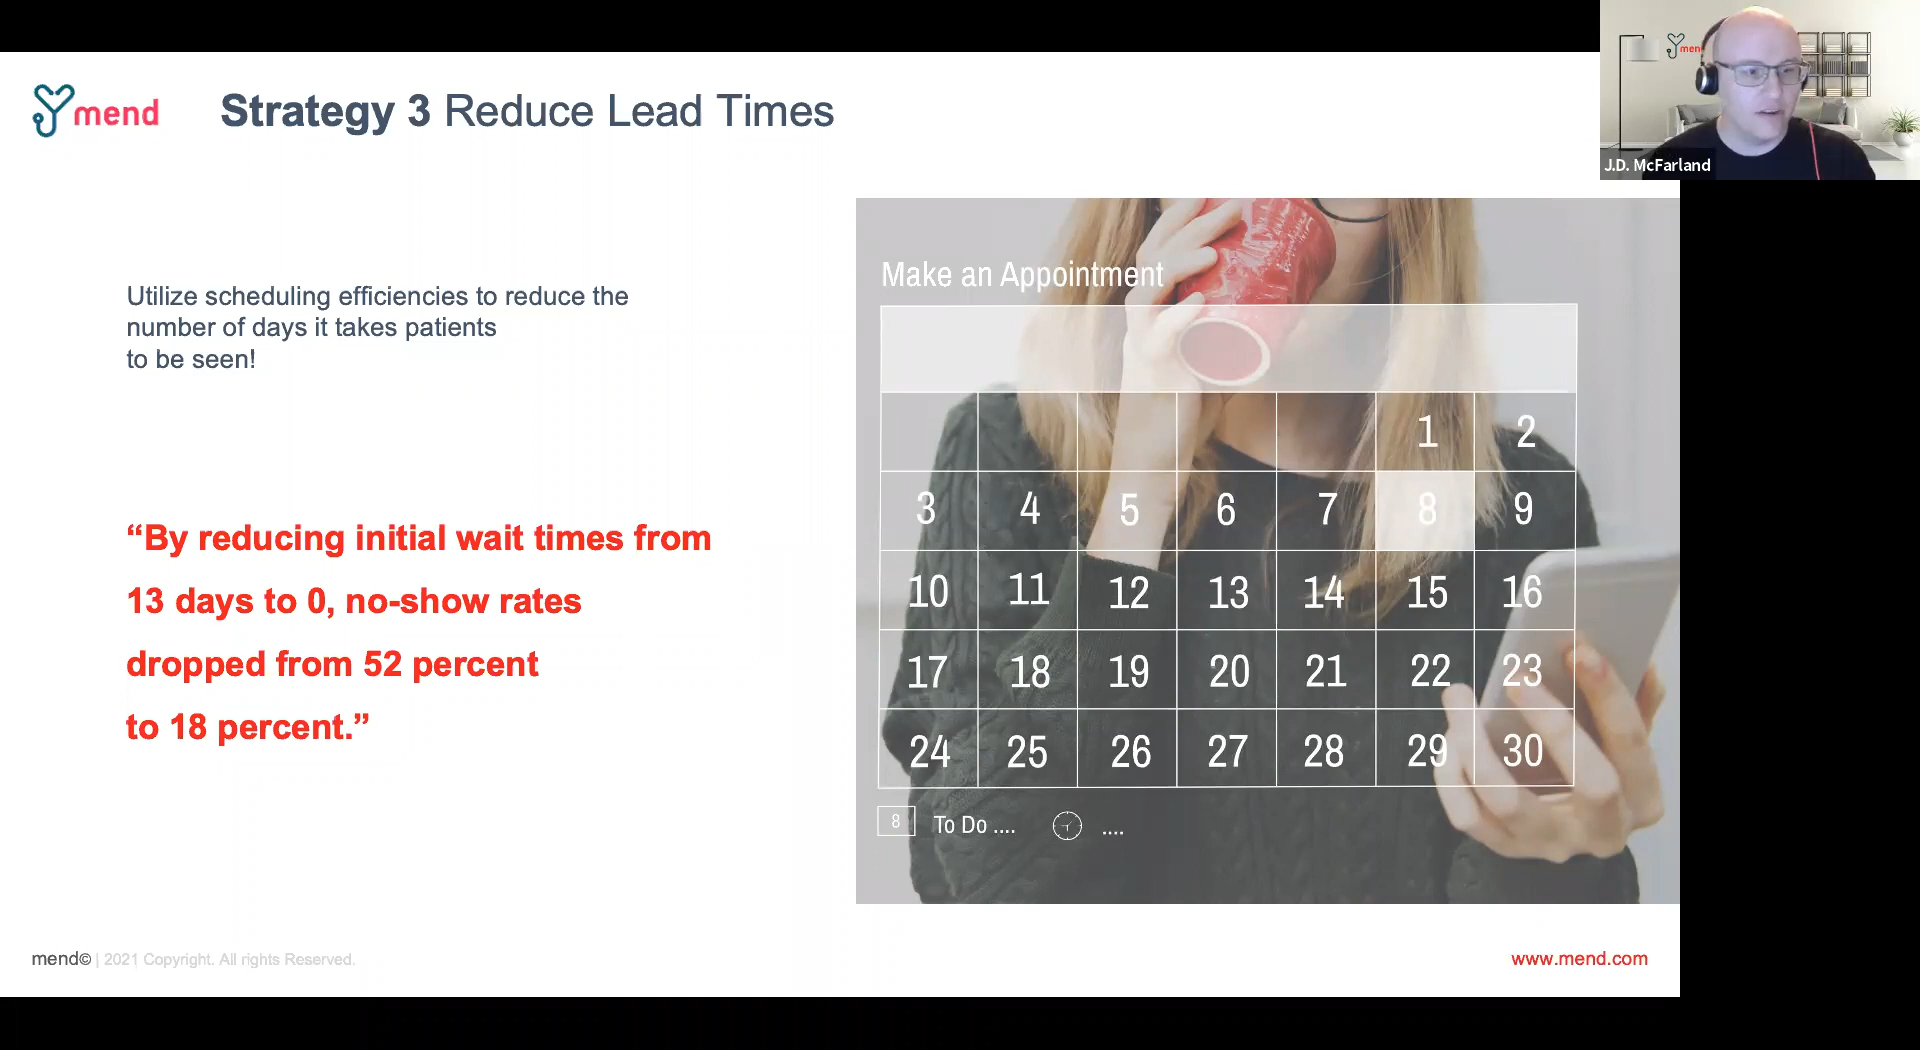 mend
Strategy 3 Reduce Lead Times
men
J.D. McFarland
Utilize scheduling efficiencies to reduce the
number of days it takes patients
to be seen!
“By reducing initial wait times from
13 days to 0, no-show rates
dropped from 52 percent
to 18 percent.”
Make an Appointment
1 2
3 4 5 6 7 8 9
10 11 12 13 14 15 16
17 18 19 20 21 22 23
24 25 26 27 28 29 30
8 To Do .... ....
mend© | 2021 Copyright. All rights Reserved.
www.mend.com